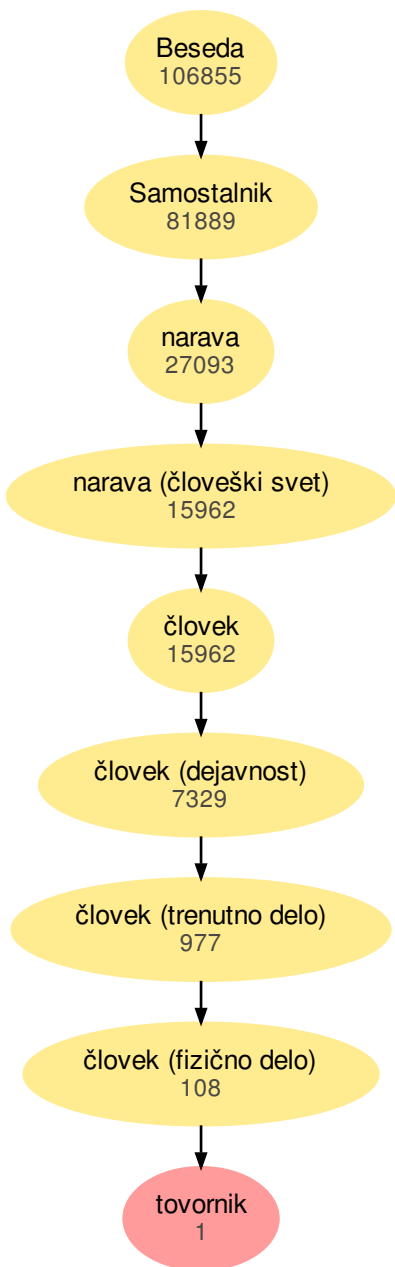 Beseda
106855
Samostalnik
81889
narava
27093
narava (človeški svet)
15962
človek
15962
človek (dejavnost)
7329
človek (trenutno delo)
977
človek (fizično delo)
108
tovornik
1